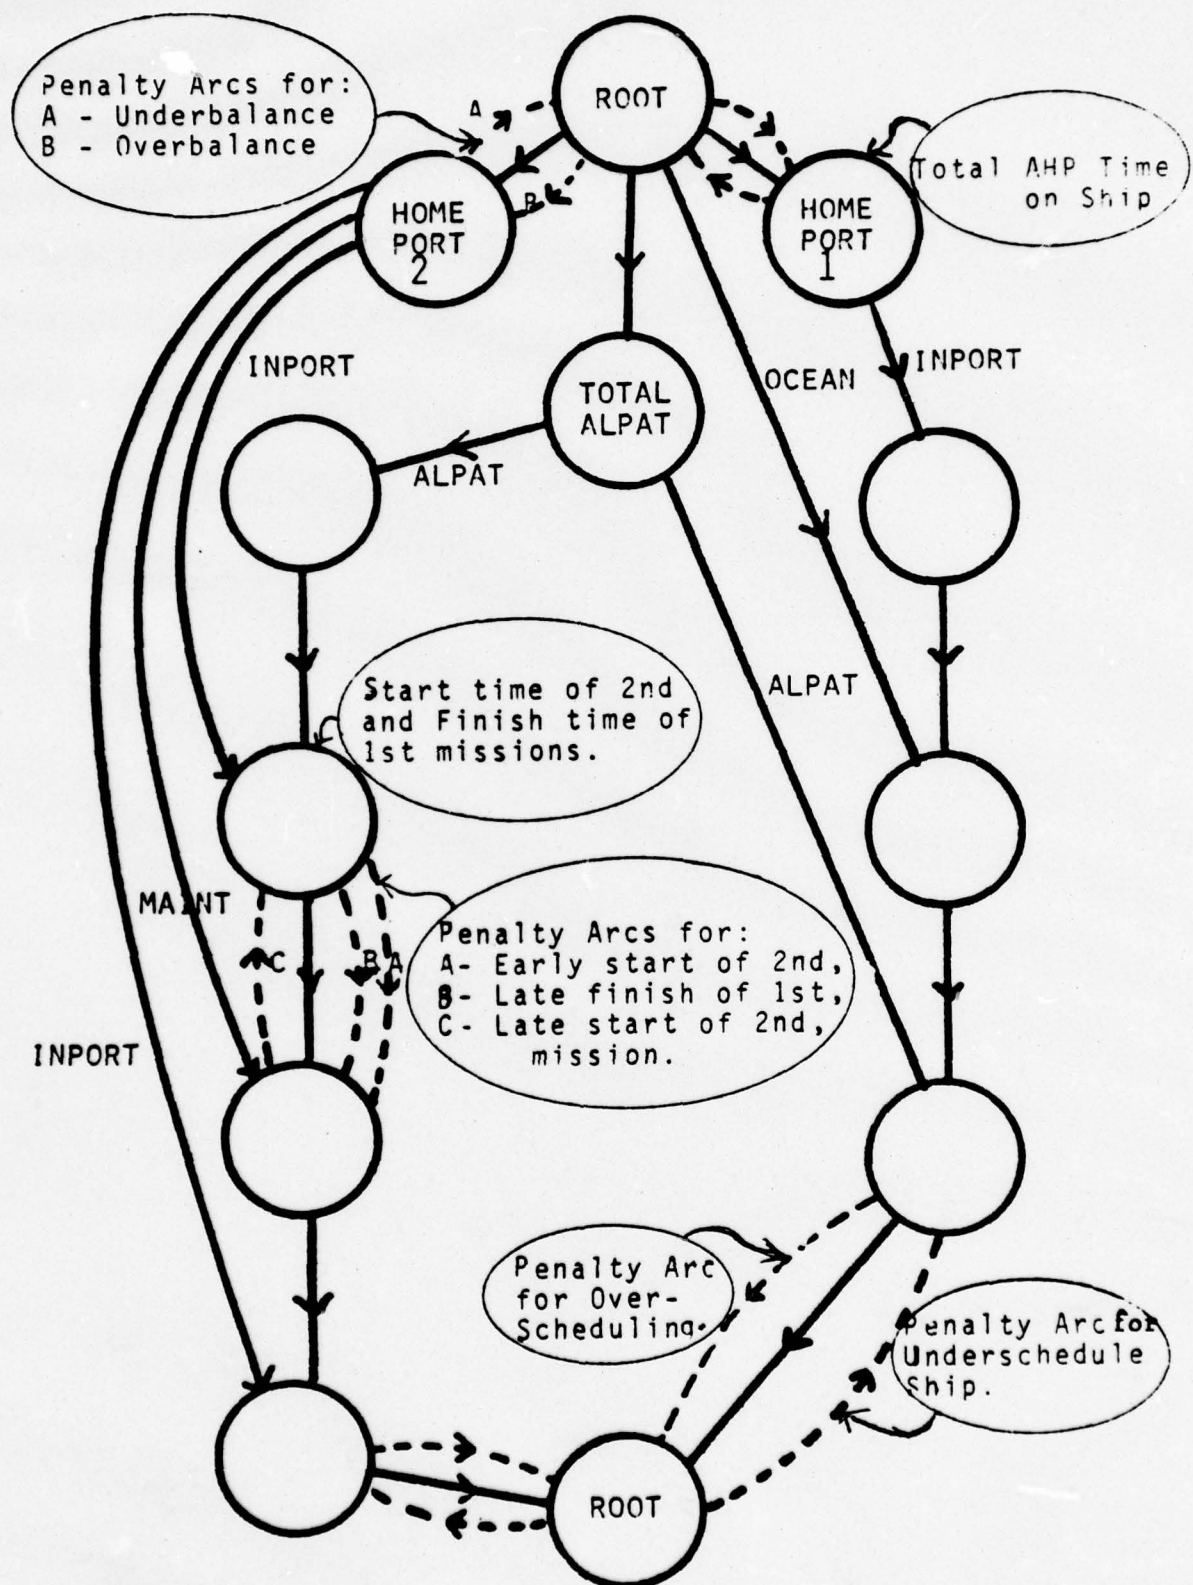 Penalty Arcs for:
A - Underbalance
B - Overbalance
A
B
ROOT
Total AHP Time
on Ship
HOME
PORT
2
HOME
PORT
1
INPORT
TOTAL
ALPAT
OCEAN
INPORT
ALPAT
Start time of 2nd
and Finish time of
1st missions.
ALPAT
MAINT
C
B
A
Penalty Arcs for:
A- Early start of 2nd,
B- Late finish of 1st,
C- Late start of 2nd,
mission.
INPORT
Penalty Arc
for Over-
Scheduling.
Penalty Arc for
Underschedule
Ship.
ROOT